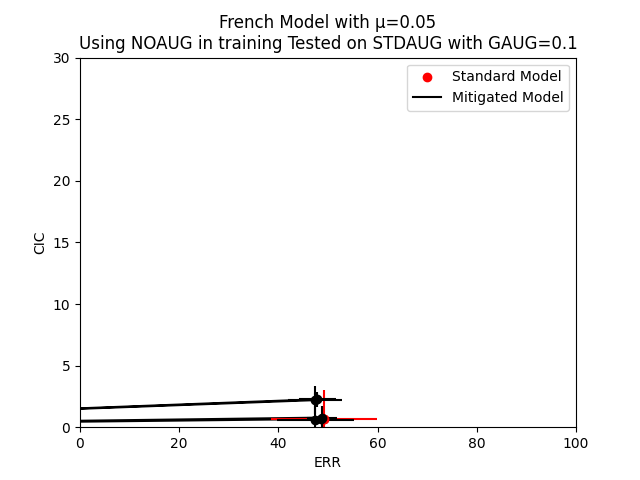 French Model with μ=0.05
Using NOAUG in training Tested on STDAUG with GAUG=0.1
30
25
20
15
10
5
0
CIC
Standard Model
Mitigated Model
0 20 40 60 80 100
ERR